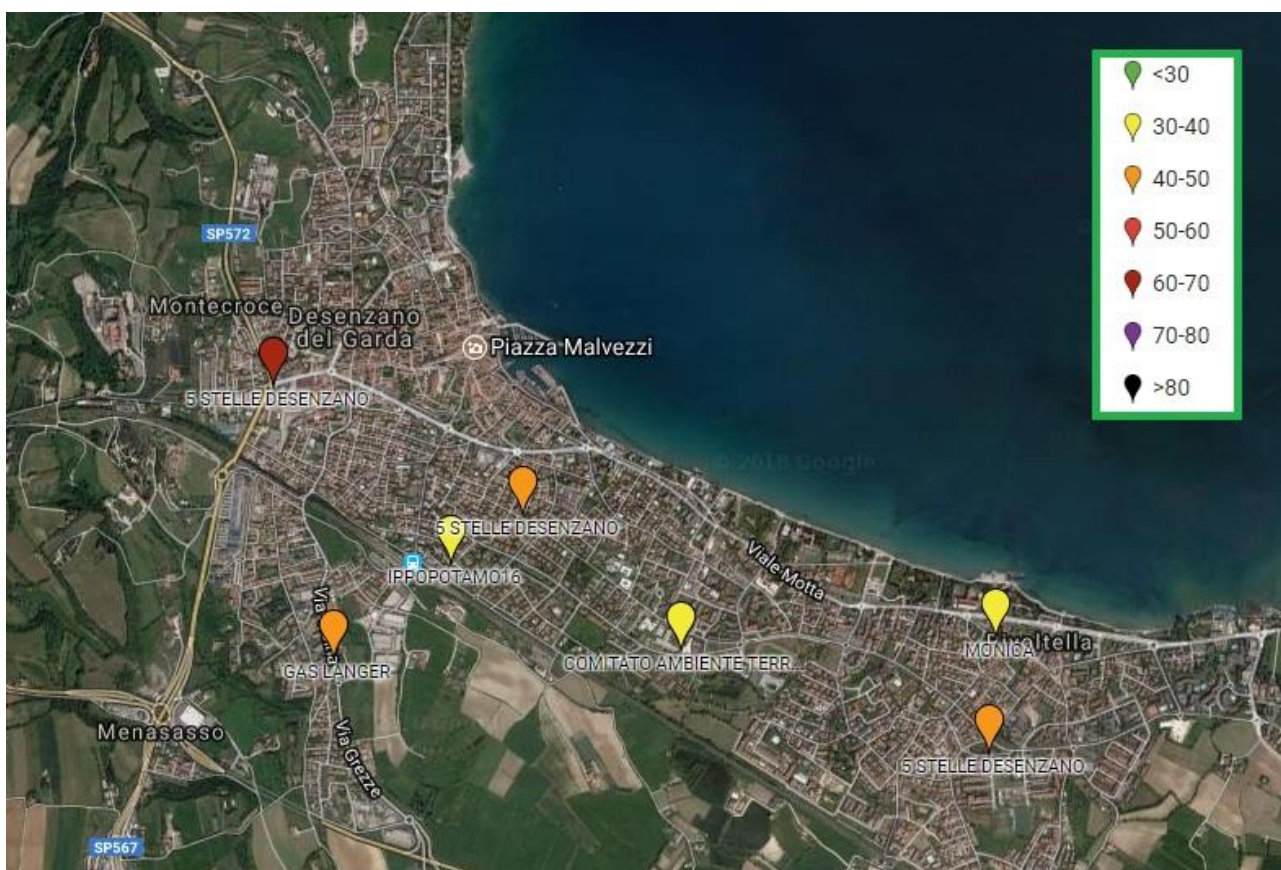 <30
30-40
40-50
50-60
60-70
70-80
>80
SP572
Montecroce
Desenzano
del Garda
Piazza Malvezzi
5 STELLE DESENZANO
2018 Google
5 STELLE DESENZANO
IPPOPOTAMO16
Viale Motta
Via
GAS LANGER
COMITATO AMBIENTE TERR...
MONICA
Rivoltella
Menasasso
Via Grezze
5 STELLE DESENZANO
SP567